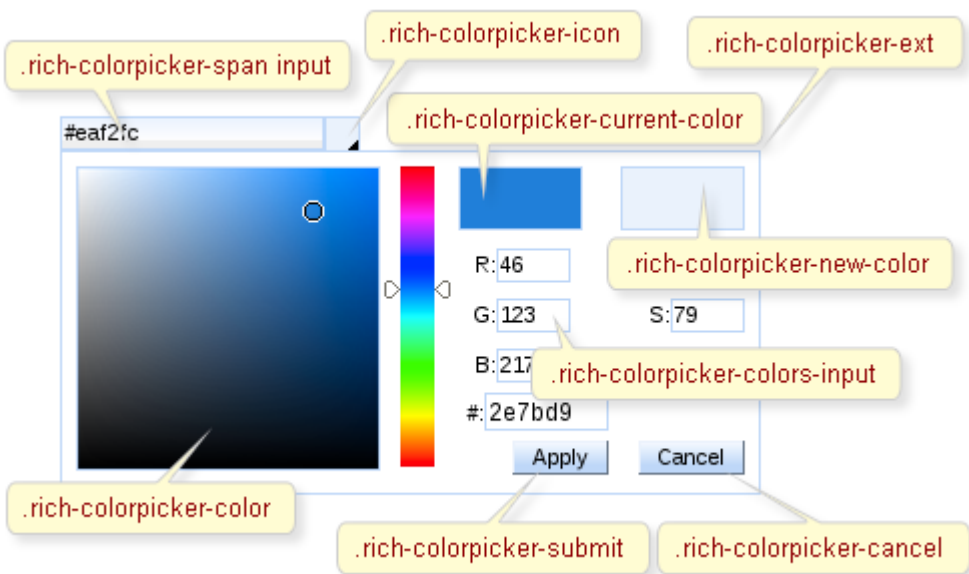 .rich-colorpicker-icon
.rich-colorpicker-ext
.rich-colorpicker-span input
#eaf2fc
.rich-colorpicker-current-color
R: 46
.rich-colorpicker-new-color
G: 123
S: 79
B: 217
.rich-colorpicker-colors-input
#: 2e7bd9
Apply
Cancel
.rich-colorpicker-color
.rich-colorpicker-submit
.rich-colorpicker-cancel